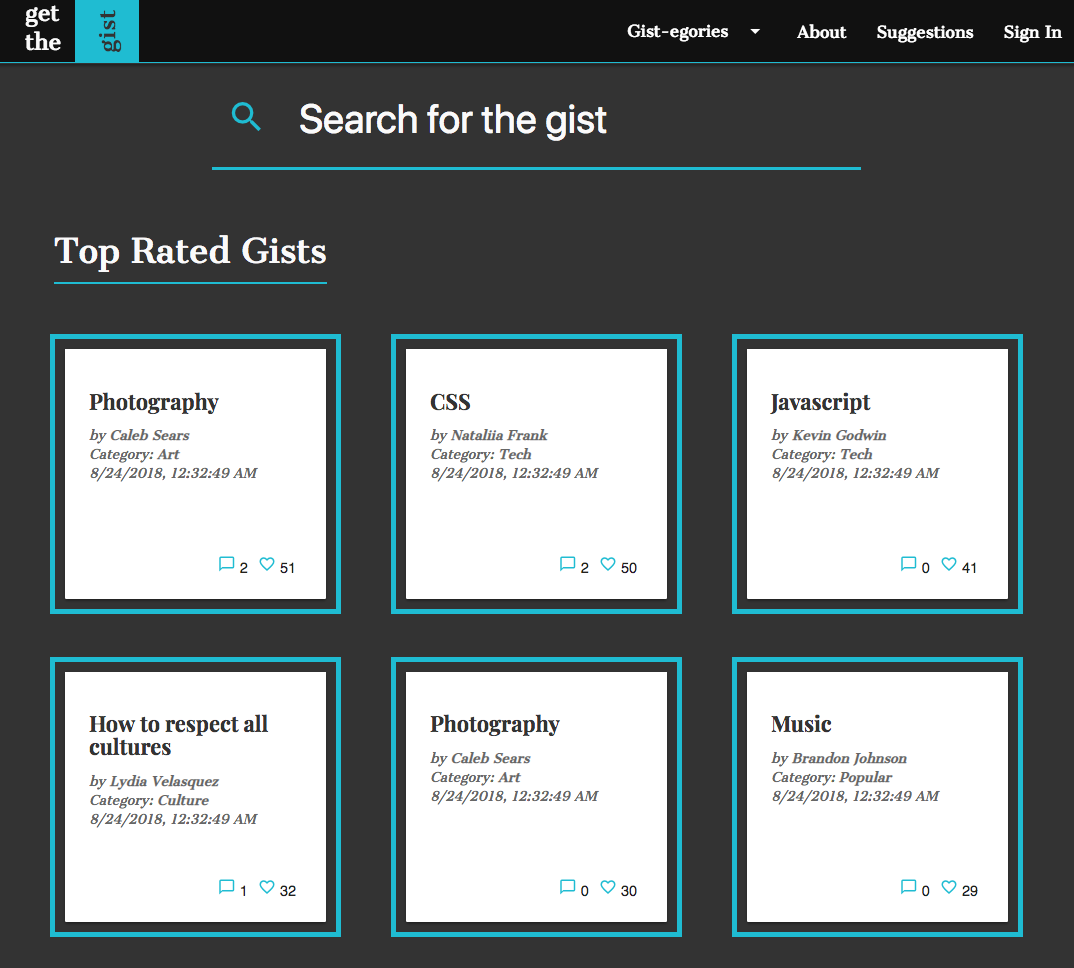 get
the
gist
Gist-egories
About
Suggestions
Sign In
Search for the gist
Top Rated Gists
Photography
by Caleb Sears
Category: Art
8/24/2018, 12:32:49 AM
2 51
CSS
by Nataliia Frank
Category: Tech
8/24/2018, 12:32:49 AM
2 50
Javascript
by Kevin Godwin
Category: Tech
8/24/2018, 12:32:49 AM
0 41
How to respect all
cultures
by Lydia Velasquez
Category: Culture
8/24/2018, 12:32:49 AM
1 32
Photography
by Caleb Sears
Category: Art
8/24/2018, 12:32:49 AM
0 30
Music
by Brandon Johnson
Category: Popular
8/24/2018, 12:32:49 AM
0 29